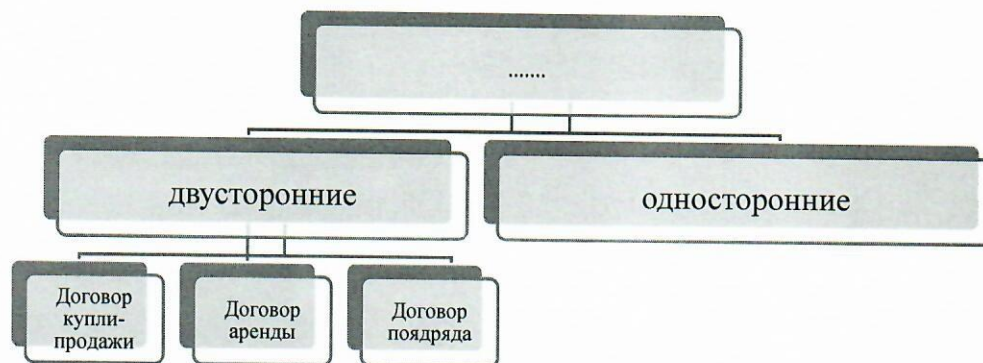 .......
двусторонние
односторонние
Договор
купли-
продажи
Договор
аренды
Договор
поядряда